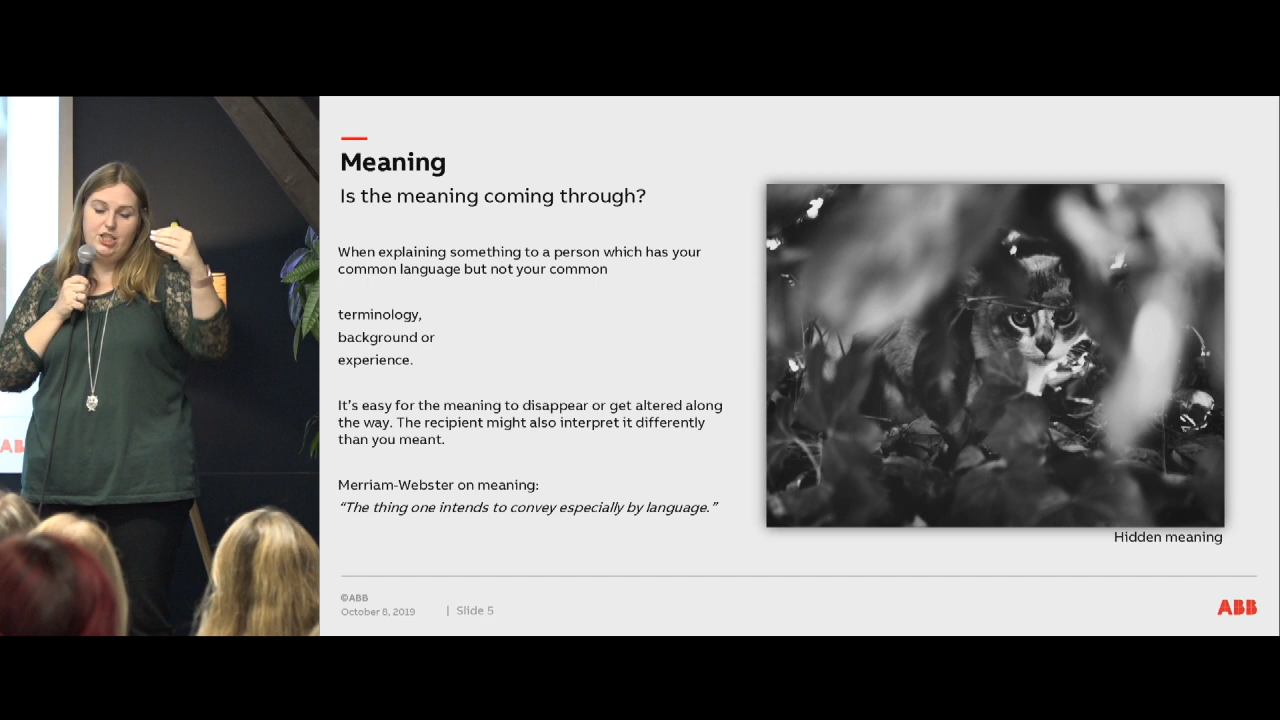 Meaning
Is the meaning coming through?
When explaining something to a person which has your
common language but not your common
terminology,
background or
experience.
It's easy for the meaning to disappear or get altered along
the way. The recipient might also interpret it differently
than you meant.
Merriam-Webster on meaning:
“The thing one intends to convey especially by language.”
Hidden meaning
©ABB
October 8, 2019 | Slide 5
ABB
AB